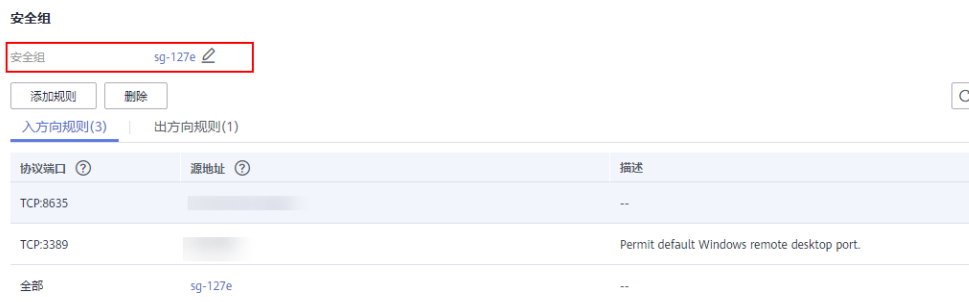 安全组
安全组 sg-127e
添加规则 删除
入方向规则(3) 出方向规则(1)
协议端口 ? 源地址 ? 描述
TCP:8635 --
TCP:3389 Permit default Windows remote desktop port.
全部 sg-127e --